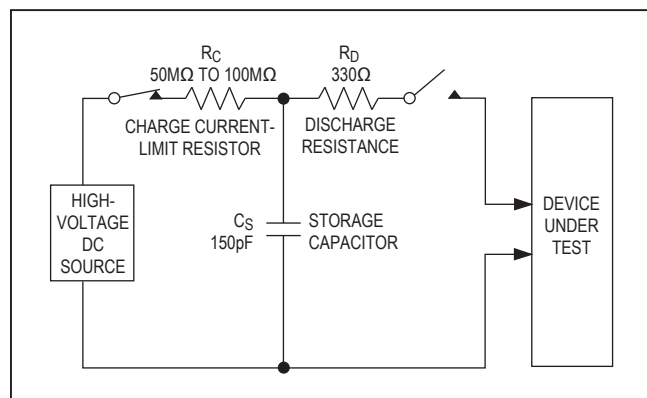 RC
50MΩ TO 100MΩ
CHARGE CURRENT-
LIMIT RESISTOR
RD
330Ω
DISCHARGE
RESISTANCE
HIGH-
VOLTAGE
DC
SOURCE
CS
150pF
STORAGE
CAPACITOR
DEVICE
UNDER
TEST